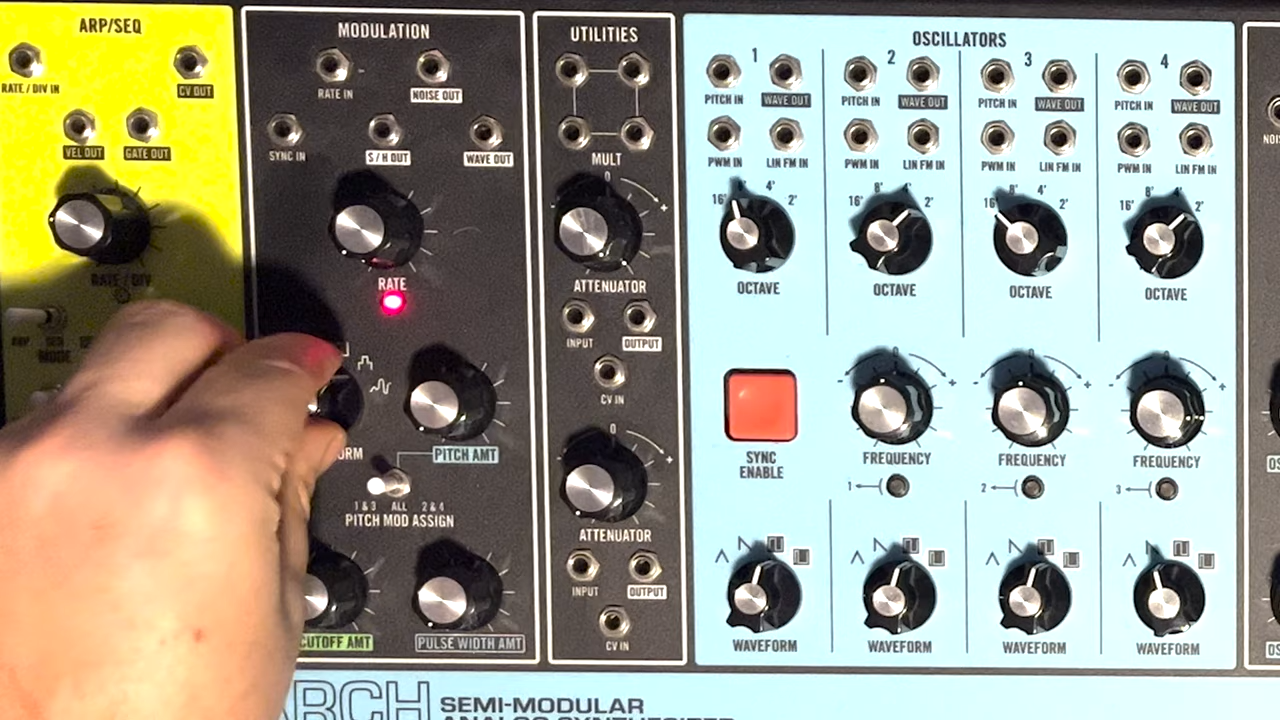 ARP/SEQ
RATE / DIV IN
CV OUT
VEL OUT
GATE OUT
RATE / DIV
MODE
MODULATION
RATE IN
NOISE OUT
SYNC IN
S / H OUT
WAVE OUT
RATE
PITCH AMT
1 & 3 ALL 2 & 4
PITCH MOD ASSIGN
CUTOFF AMT
PULSE WIDTH AMT
UTILITIES
MULT
0
+
ATTENUATOR
INPUT
OUTPUT
CV IN
0
+
ATTENUATOR
INPUT
OUTPUT
CV IN
OSCILLATORS
1
PITCH IN
WAVE OUT
PWM IN
LIN FM IN
16' 4' 2'
OCTAVE
SYNC
ENABLE
WAVEFORM
2
PITCH IN
WAVE OUT
PWM IN
LIN FM IN
16' 8' 4' 2'
OCTAVE
- 0 +
FREQUENCY
1
WAVEFORM
3
PITCH IN
WAVE OUT
PWM IN
LIN FM IN
16' 8' 4' 2'
OCTAVE
- 0 +
FREQUENCY
2
WAVEFORM
4
PITCH IN
WAVE OUT
PWM IN
LIN FM IN
16' 8' 4' 2'
OCTAVE
- 0 +
FREQUENCY
3
WAVEFORM
SEMI-MODULAR
ANALOG SYNTHESIZER